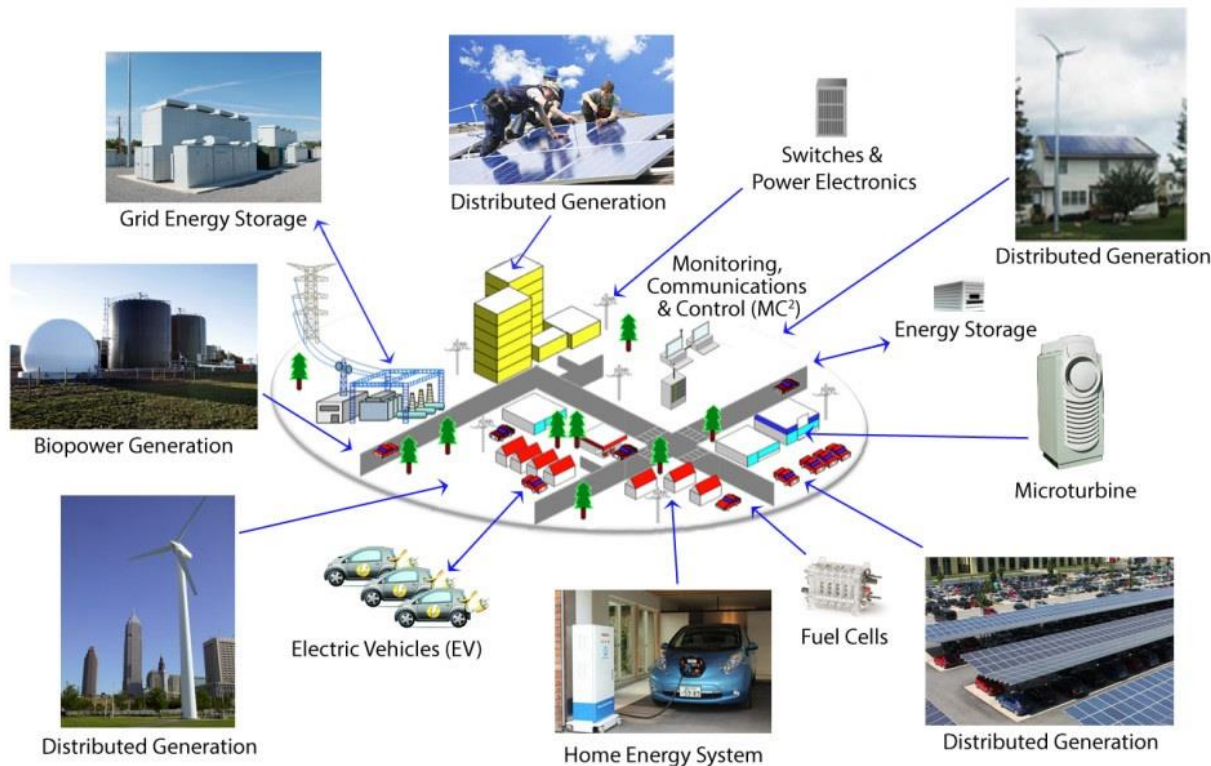 Grid Energy Storage
Distributed Generation
Switches &
Power Electronics
Distributed Generation
Monitoring,
Communications
& Control (MC²)
Energy Storage
Biopower Generation
Microturbine
Distributed Generation
Electric Vehicles (EV)
Home Energy System
Fuel Cells
Distributed Generation